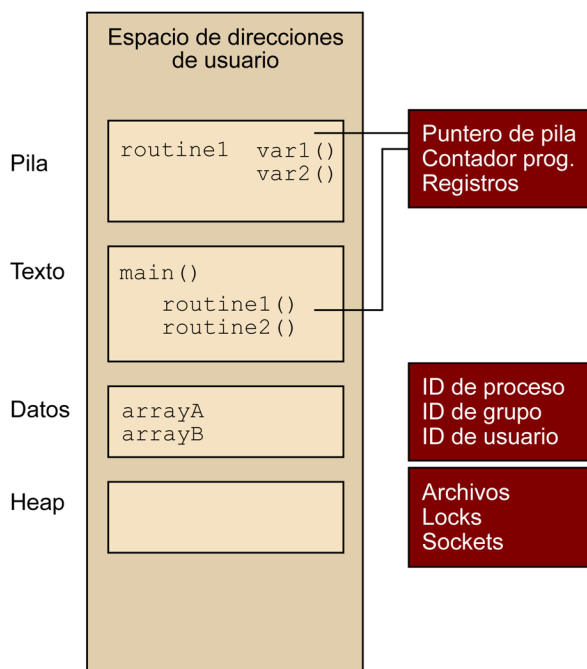 Espacio de direcciones
de usuario
Pila
routine1 var1()
var2()
Puntero de pila
Contador prog.
Registros
Texto
main()
routine1()
routine2()
Datos
arrayA
arrayB
ID de proceso
ID de grupo
ID de usuario
Heap
Archivos
Locks
Sockets